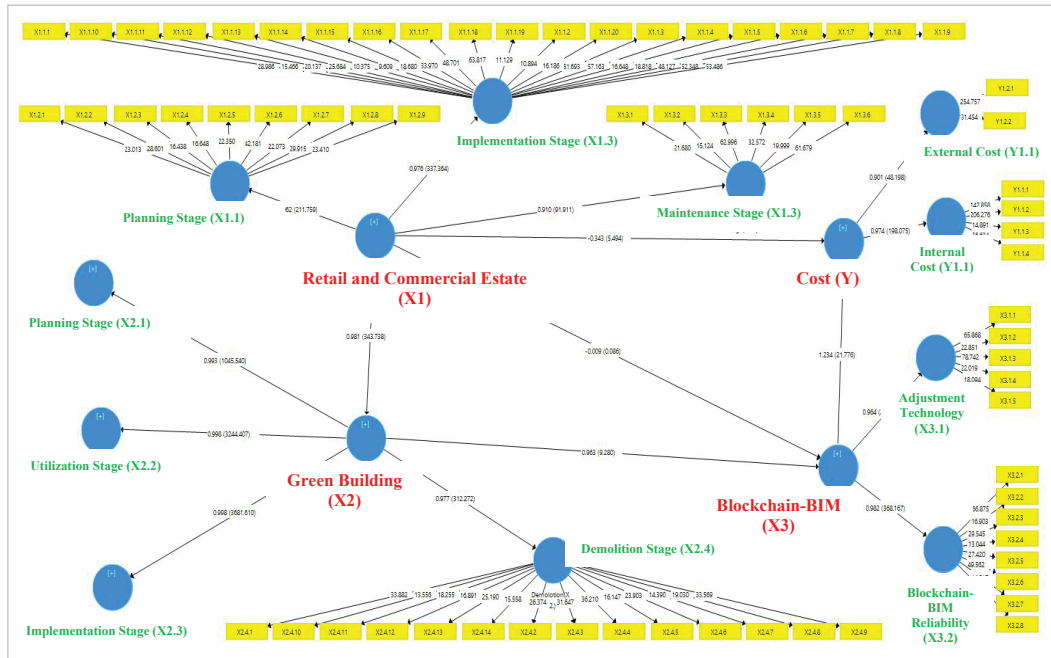 X1.1.1 X1.1.10 X1.1.11 X1.1.12 X1.1.13 X1.1.14 X1.1.15 X1.1.16 X1.1.17 X1.1.18 X1.1.19 X1.1.2 X1.1.20 X1.1.3 X1.1.4 X1.1.5 X1.1.6 X1.1.7 X1.1.8 X1.1.9
28.986 15.466 20.137 25.684 10.375 9.609 18.680 33.970 48.701 63.817 11.129 10.894 16.186 51.693 57.163 16.648 18.818 48.127 52.348 53.486
Implementation Stage (X1.3)
X1.2.1 X1.2.2 X1.2.3 X1.2.4 X1.2.5 X1.2.6 X1.2.7 X1.2.8 X1.2.9
23.013 28.601 16.438 16.648 22.350 42.181 22.073 29.915 23.410
Planning Stage (X1.1)
X1.3.1 X1.3.2 X1.3.3 X1.3.4 X1.3.5 X1.3.6
15.124 62.996 32.572 19.999 61.679
Maintenance Stage (X1.3)
Y1.2.1
254.757
31.454
Y1.2.2
External Cost (Y1.1)
Y1.1.1
Y1.1.2
Y1.1.3
Y1.1.4
206.276
14.891
Internal
Cost (Y1.1)
0.976 (337.364)
62 (211.759)
0.910 (91.911)
0.901 (48.198)
0.974 (198.075)
-0.343 (5.494)
[+]
Retail and Commercial Estate
(X1)
[+]
Cost (Y)
[+]
Planning Stage (X2.1)
0.993 (1045.540)
0.981 (343.738)
-0.009 (0.086)
1.234 (21.776)
X3.1.1
X3.1.2
X3.1.3
X3.1.4
X3.1.5
65.868
22.851
78.742
22.019
18.094
Adjustment
Technology
(X3.1)
0.964 (
[+]
Utilization Stage (X2.2)
0.998 (3244.407)
[+]
Green Building
(X2)
0.963 (9.280)
[+]
Blockchain-BIM
(X3)
0.998 (3681.610)
0.977 (312.272)
0.982 (368.167)
X3.2.1
X3.2.2
X3.2.3
X3.2.4
X3.2.5
X3.2.6
X3.2.7
X3.2.8
56.875
16.903
29.545
13.044
27.420
49.562
Blockchain-
BIM
Reliability
(X3.2)
[+]
Implementation Stage (X2.3)
Demolition Stage (X2.4)
Demolition(X
2.
33.882 13.556 18.255 16.891 25.190 15.558 26.374 31.647 36.210 16.147 23.803 14.390 19.030 33.569
X2.4.1 X2.4.10 X2.4.11 X2.4.12 X2.4.13 X2.4.14 X2.4.2 X2.4.3 X2.4.4 X2.4.5 X2.4.6 X2.4.7 X2.4.8 X2.4.9